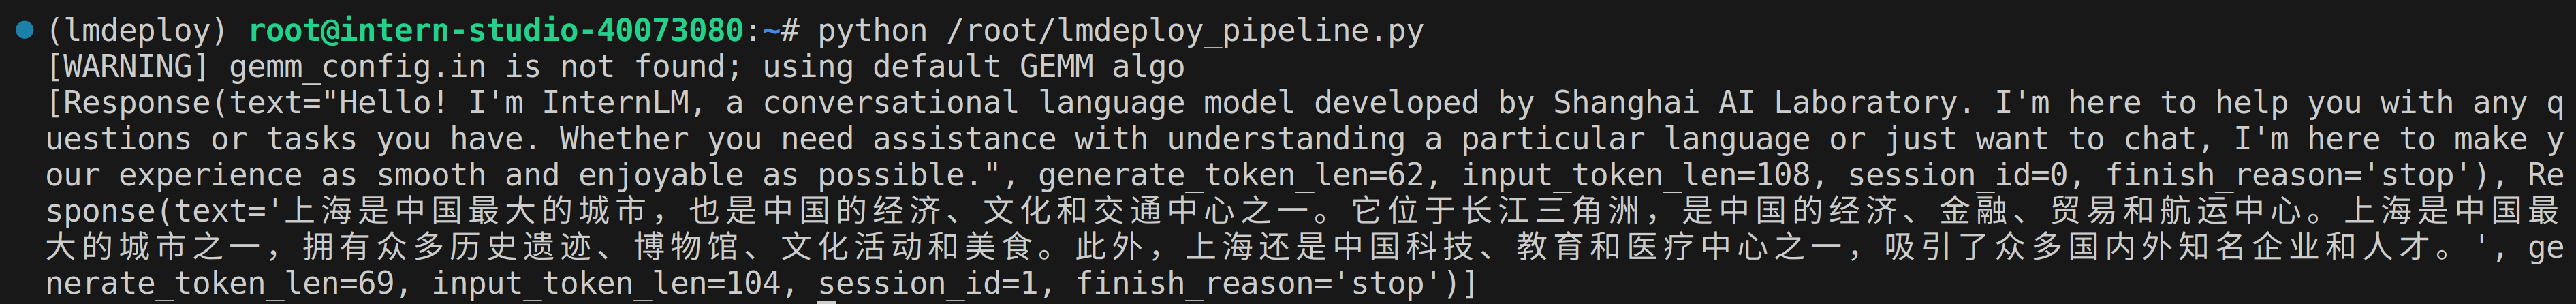 (lmdeploy) root@intern-studio-40073080:~# python /root/lmdeploy_pipeline.py
[WARNING] gemm_config.in is not found; using default GEMM algo
[Response(text="Hello! I'm InternLM, a conversational language model developed by Shanghai AI Laboratory. I'm here to help you with any q
uestions or tasks you have. Whether you need assistance with understanding a particular language or just want to chat, I'm here to make y
our experience as smooth and enjoyable as possible.", generate_token_len=62, input_token_len=108, session_id=0, finish_reason='stop'), Re
sponse(text='上海是中国最大的城市，也是中国的经济、文化和交通中心之一。它位于长江三角洲，是中国的经济、金融、贸易和航运中心。上海是中国最
大的城市之一，拥有众多历史遗迹、博物馆、文化活动和美食。此外，上海还是中国科技、教育和医疗中心之一，吸引了众多国内外知名企业和人才。', ge
nerate_token_len=69, input_token_len=104, session_id=1, finish_reason='stop')]